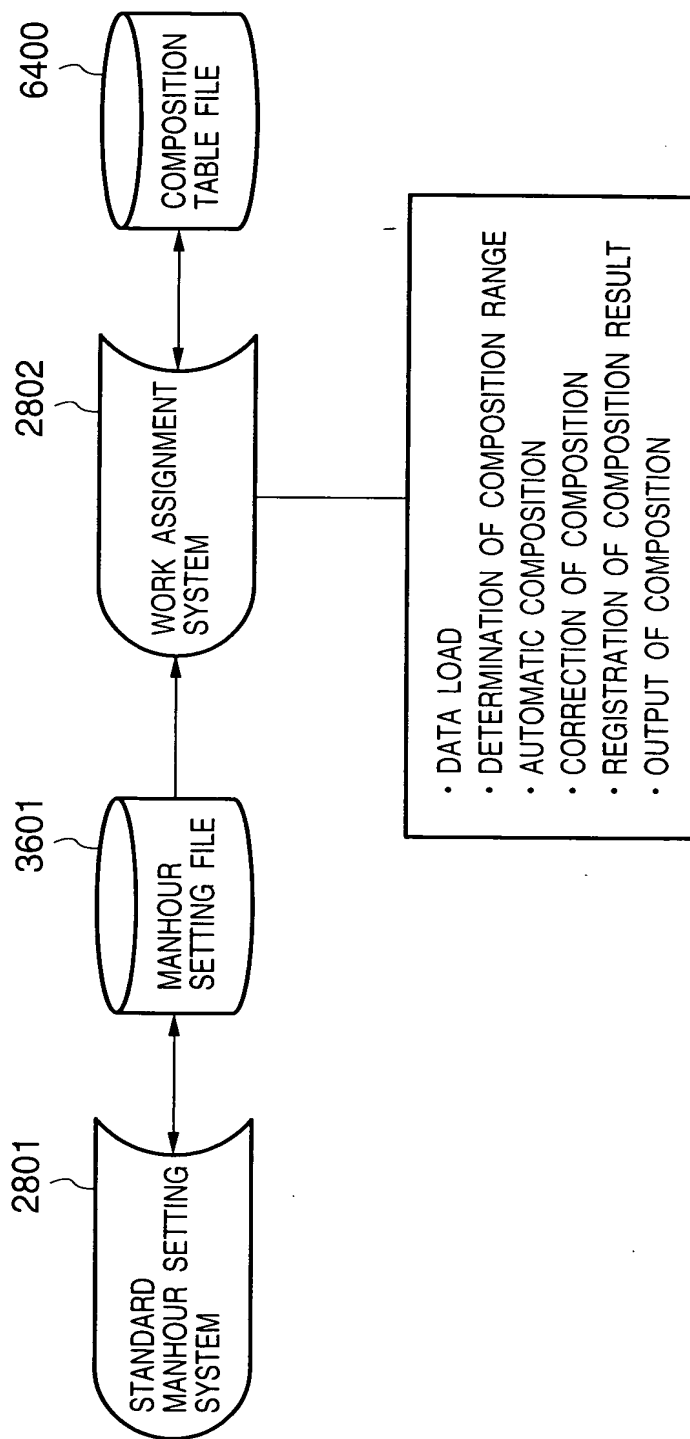 2801
STANDARD
MANHOUR SETTING
SYSTEM
3601
MANHOUR
SETTING FILE
2802
WORK ASSIGNMENT
SYSTEM
6400
COMPOSITION
TABLE FILE
· DATA LOAD
· DETERMINATION OF COMPOSITION RANGE
· AUTOMATIC COMPOSITION
· CORRECTION OF COMPOSITION
· REGISTRATION OF COMPOSITION RESULT
· OUTPUT OF COMPOSITION